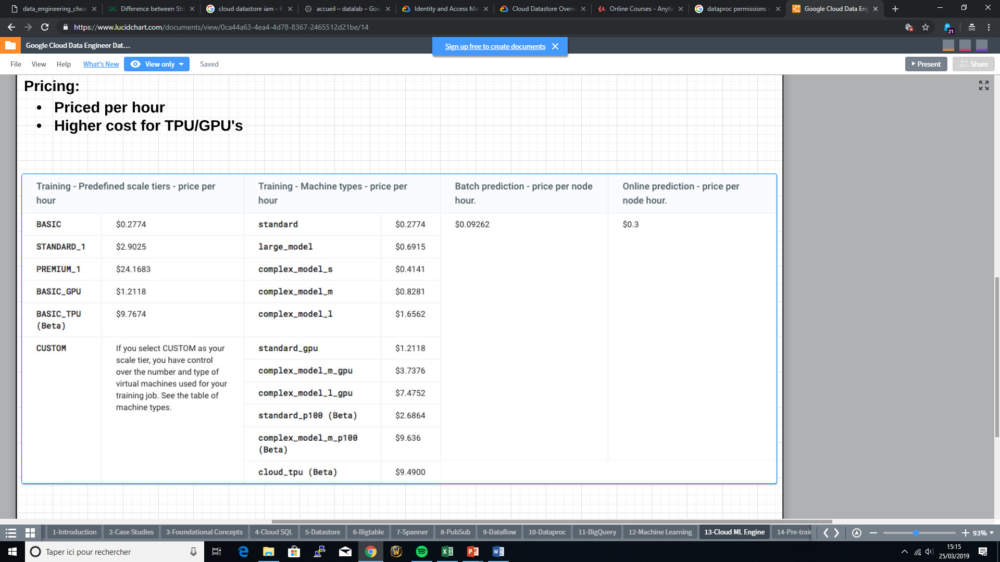 data_engineering_chea
Difference between Str
cloud datastore iam - R
accueil – datalab – Goo
Identity and Access Ma
Cloud Datastore Overvi
Online Courses - Anytin
dataproc permissions -
Google Cloud Data Eng
https://www.lucidchart.com/documents/view/0ca44a63-4ea4-4d78-8367-2465512d21be/14
21
Google Cloud Data Engineer Dat...
Sign up free to create documents
File View Help What's New View only Saved
Present Share
Pricing:
• Priced per hour
• Higher cost for TPU/GPU's
Training - Predefined scale tiers - price per
hour
Training - Machine types - price per
hour
Batch prediction - price per node
hour.
Online prediction - price per
node hour.
BASIC $0.2774 standard $0.2774 $0.09262 $0.3
STANDARD_1 $2.9025 large_model $0.6915
PREMIUM_1 $24.1683 complex_model_s $0.4141
BASIC_GPU $1.2118 complex_model_m $0.8281
BASIC_TPU $9.7674 complex_model_l $1.6562
(Beta)
CUSTOM
If you select CUSTOM as your
scale tier, you have control
over the number and type of
virtual machines used for your
training job. See the table of
machine types.
standard_gpu $1.2118
complex_model_m_gpu $3.7376
complex_model_l_gpu $7.4752
standard_p100 (Beta) $2.6864
complex_model_m_p100 $9.636
(Beta)
cloud_tpu (Beta) $9.4900
1-Introduction 2-Case Studies 3-Foundational Concepts 4-Cloud SQL 5-Datastore 6-Bigtable 7-Spanner 8-PubSub 9-Dataflow 10-Dataproc 11-BigQuery 12-Machine Learning 13-Cloud ML Engine 14-Pre-trair 93%
Taper ici pour rechercher
15:15
25/03/2019